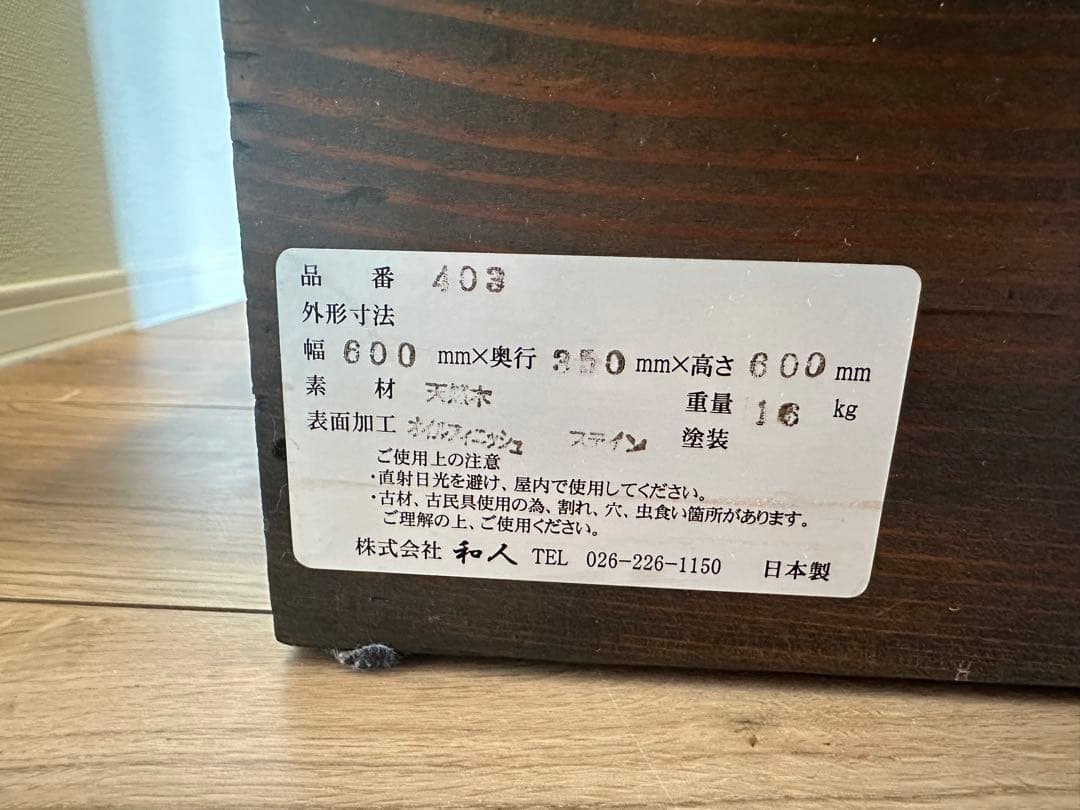 品 番 403
外形寸法
幅 600 mm×奥行 350 mm×高さ 600 mm
素 材 天然木 重量 16 kg
表面加工 オイルフィニッシュ ステイン 塗装
ご使用上の注意
・直射日光を避け、屋内で使用してください。
・古材、古民具使用の為、割れ、穴、虫食い箇所があります。
ご理解の上、ご使用ください。
株式会社 和人 TEL 026-226-1150 日本製